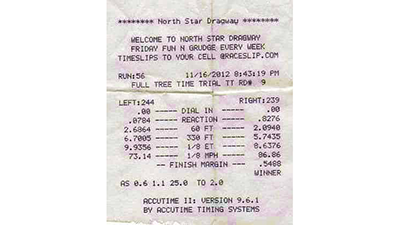 ******** North Star Dragway ********
WELCOME TO NORTH STAR DRAGWAY
FRIDAY FUN N GRUDGE EVERY WEEK
TIMESLIPS TO YOUR CELL @RACESLIP.COM
RUN:56 11/16/2012 8:43:19 PM
FULL TREE TIME TRIAL TT RD# 9
LEFT:244 RIGHT:239
.00 ----- DIAL IN ----- .00
.0784 ----- REACTION ----- .8276
2.6864 ----- 60 FT ----- 2.0940
6.7005 ----- 330 FT ----- 5.7435
9.9356 ----- 1/8 ET ----- 8.6376
73.14 ----- 1/8 MPH ----- 86.86
-- FINISH MARGIN -- .5488
WINNER
AS 0.6 1.1 25.0 TO 2.0
ACCUTIME II: VERSION 9.6.1
BY ACCUTIME TIMING SYSTEMS